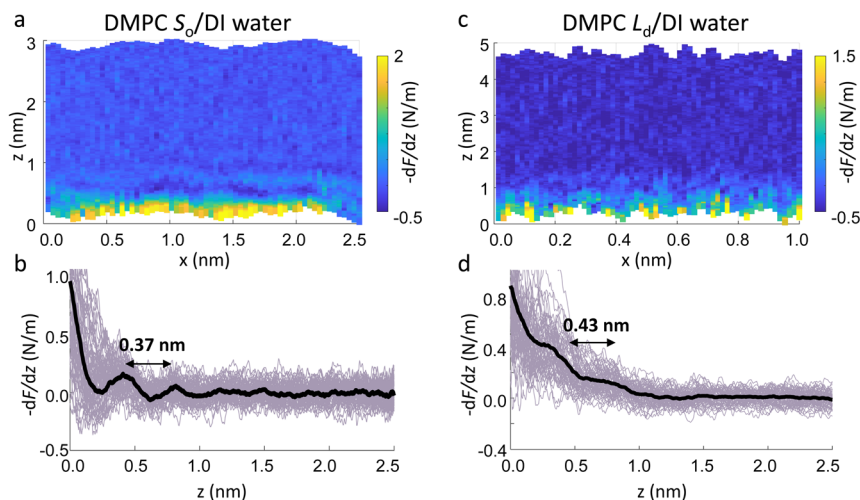 a
DMPC So/DI water
3
2
1
0
z (nm)
0.0 0.5 1.0 1.5 2.0 2.5
x (nm)
2
-0.5
-dF/dz (N/m)
c
DMPC Ld/DI water
5
4
3
2
1
0
z (nm)
0.0 0.2 0.4 0.6 0.8 1.0
x (nm)
1.5
-0.5
-dF/dz (N/m)
b
1.0
0.5
0.0
-0.5
-dF/dz (N/m)
0.37 nm
0.0 0.5 1.0 1.5 2.0 2.5
z (nm)
d
0.8
0.4
0.0
-0.4
-dF/dz (N/m)
0.43 nm
0.0 0.5 1.0 1.5 2.0 2.5
z (nm)